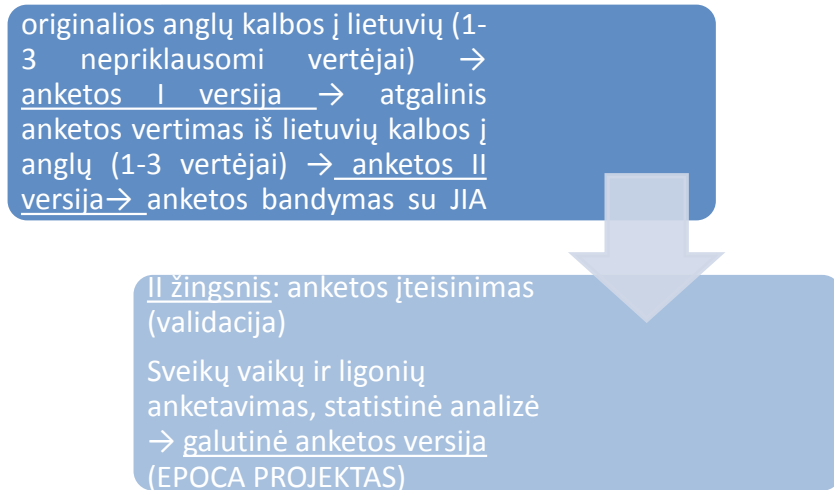 originalios anglų kalbos į lietuvių (1-
3 nepriklausomi vertėjai) →
anketos I versija → atgalinis
anketos vertimas iš lietuvių kalbos į
anglų (1-3 vertėjai) → anketos II
versija→ anketos bandymas su JIA
II žingsnis: anketos įteisinimas
(validacija)
Sveikų vaikų ir ligonių
anketavimas, statistinė analizė
→ galutinė anketos versija
(EPOCA PROJEKTAS)